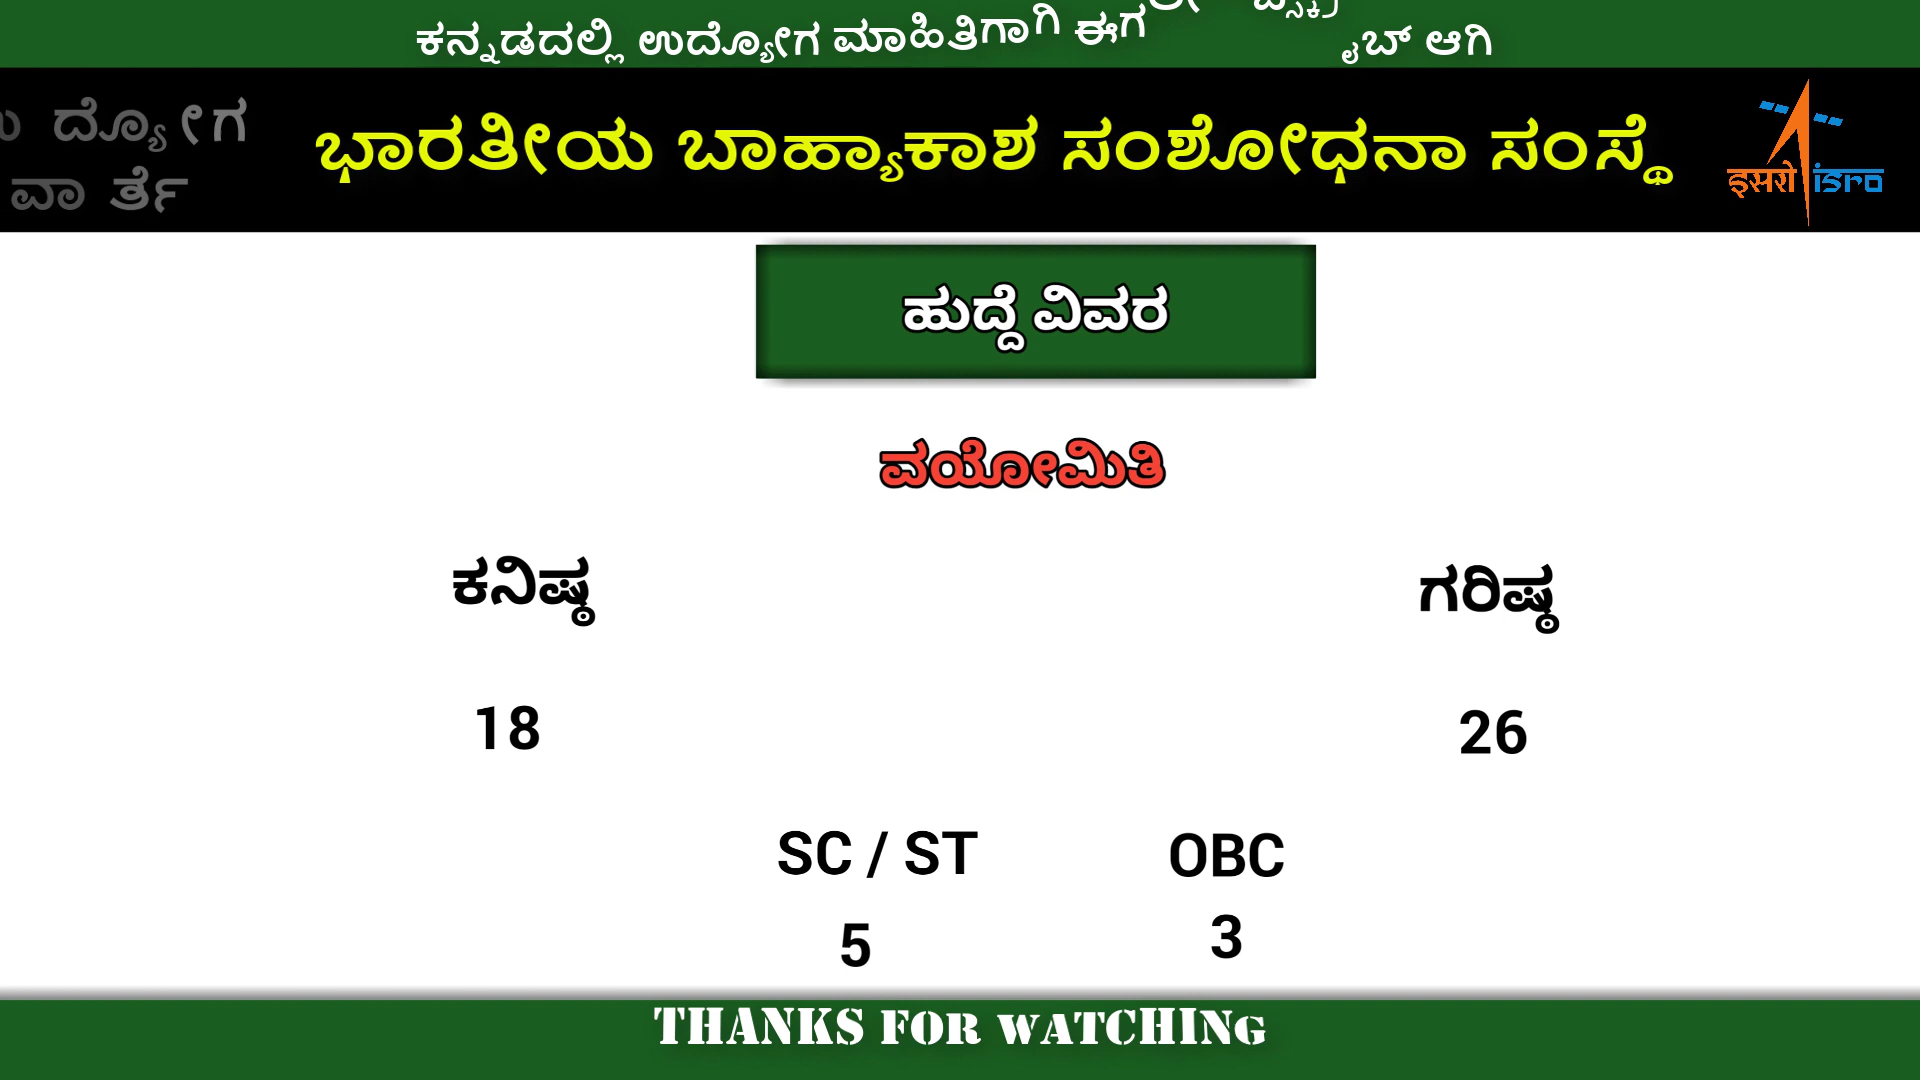 ಕನ್ನಡದಲ್ಲಿ ಉದ್ಯೋಗ ಮಾಹಿತಿಗಾಗಿ ಈಗ ಆಗಿ
ದ್ಯೋಗ
ವಾರ್ತೆ
ಭಾರತೀಯ ಬಾಹ್ಯಾಕಾಶ ಸಂಶೋಧನಾ ಸಂಸ್ಥೆ
इसरो isro
ಹುದ್ದೆ ವಿವರ
ವಯೋಮಿತಿ
ಕನಿಷ್ಠ ಗರಿಷ್ಠ
18 26
SC / ST OBC
5 3
THANKS FOR WATCHING